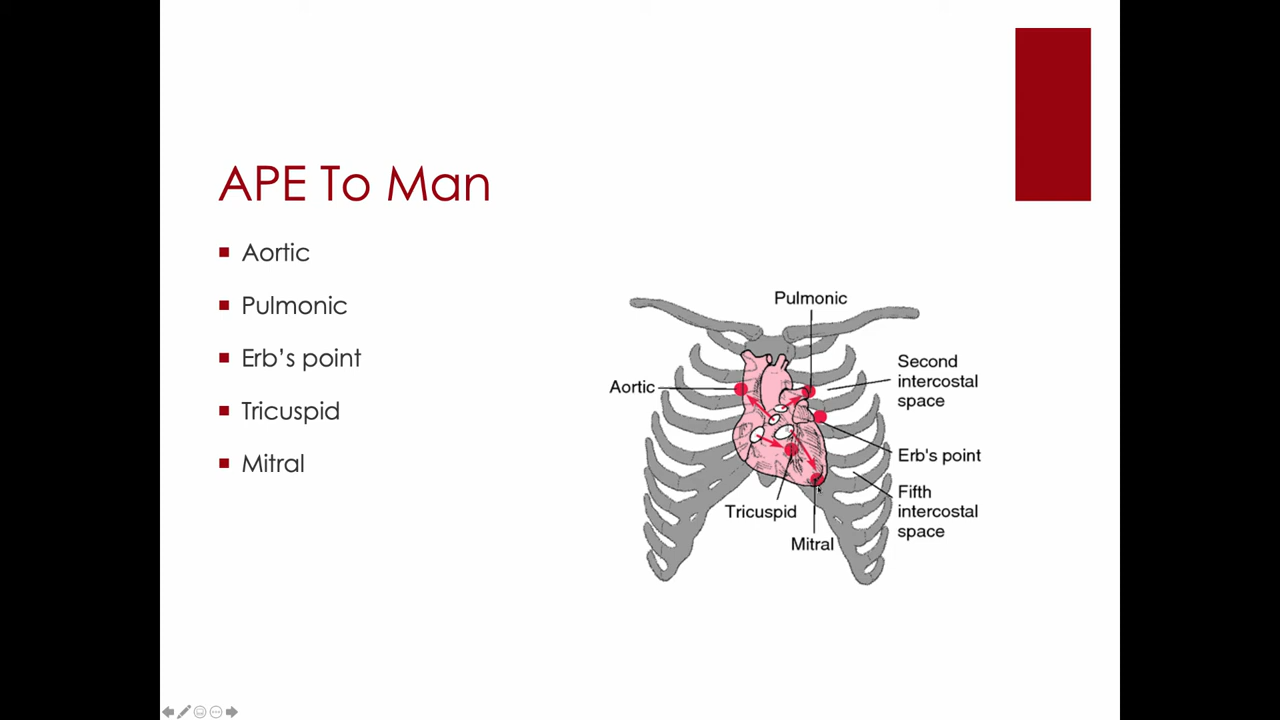 APE To Man
Aortic
Pulmonic
Erb's point
Tricuspid
Mitral
Pulmonic
Aortic
Second
intercostal
space
Erb's point
Fifth
intercostal
space
Tricuspid
Mitral